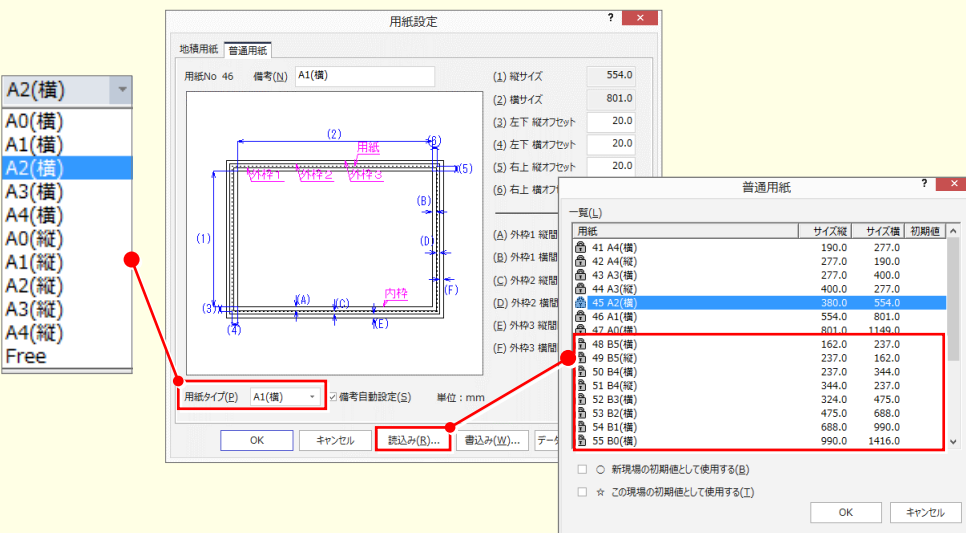 A2(横)
A0(横)
A1(横)
A2(横)
A3(横)
A4(横)
A0(縦)
A1(縦)
A2(縦)
A3(縦)
A4(縦)
Free
用紙設定
? ×
地積用紙 普通用紙
用紙No 46 備考(N) A1(横)
(1) 縦サイズ 554.0
(2) 横サイズ 801.0
(3) 左下 縦オフセット 20.0
(4) 左下 横オフセット 20.0
(5) 右上 縦オフセット 20.0
(6) 右上 横オフ
(A) 外枠1 縦間
(B) 外枠1 横間
(C) 外枠2 縦間
(D) 外枠2 横間
(E) 外枠3 縦間
(F) 外枠3 横間
(2)
(6)
用紙
(5)
外枠1 外枠2 外枠3
(B)
(1)
(D)
(F)
内枠
(A)
(C)
(3)
(E)
(4)
用紙タイプ(P) A1(横) 備考自動設定(S) 単位:mm
OK キャンセル 読込み(R)... 書込み(W)... データ
普通用紙
? ×
一覧(L)
用紙 サイズ縦 サイズ横 初期値
41 A4(横) 190.0 277.0
42 A4(縦) 277.0 190.0
43 A3(横) 277.0 400.0
44 A3(縦) 400.0 277.0
45 A2(横) 380.0 554.0
46 A1(横) 554.0 801.0
47 A0(横) 801.0 1149.0
48 B5(横) 162.0 237.0
49 B5(縦) 237.0 162.0
50 B4(横) 237.0 344.0
51 B4(縦) 344.0 237.0
52 B3(横) 324.0 475.0
53 B2(横) 475.0 688.0
54 B1(横) 688.0 990.0
55 B0(横) 990.0 1416.0
○ 新現場の初期値として使用する(B)
☆ この現場の初期値として使用する(T)
OK キャンセル